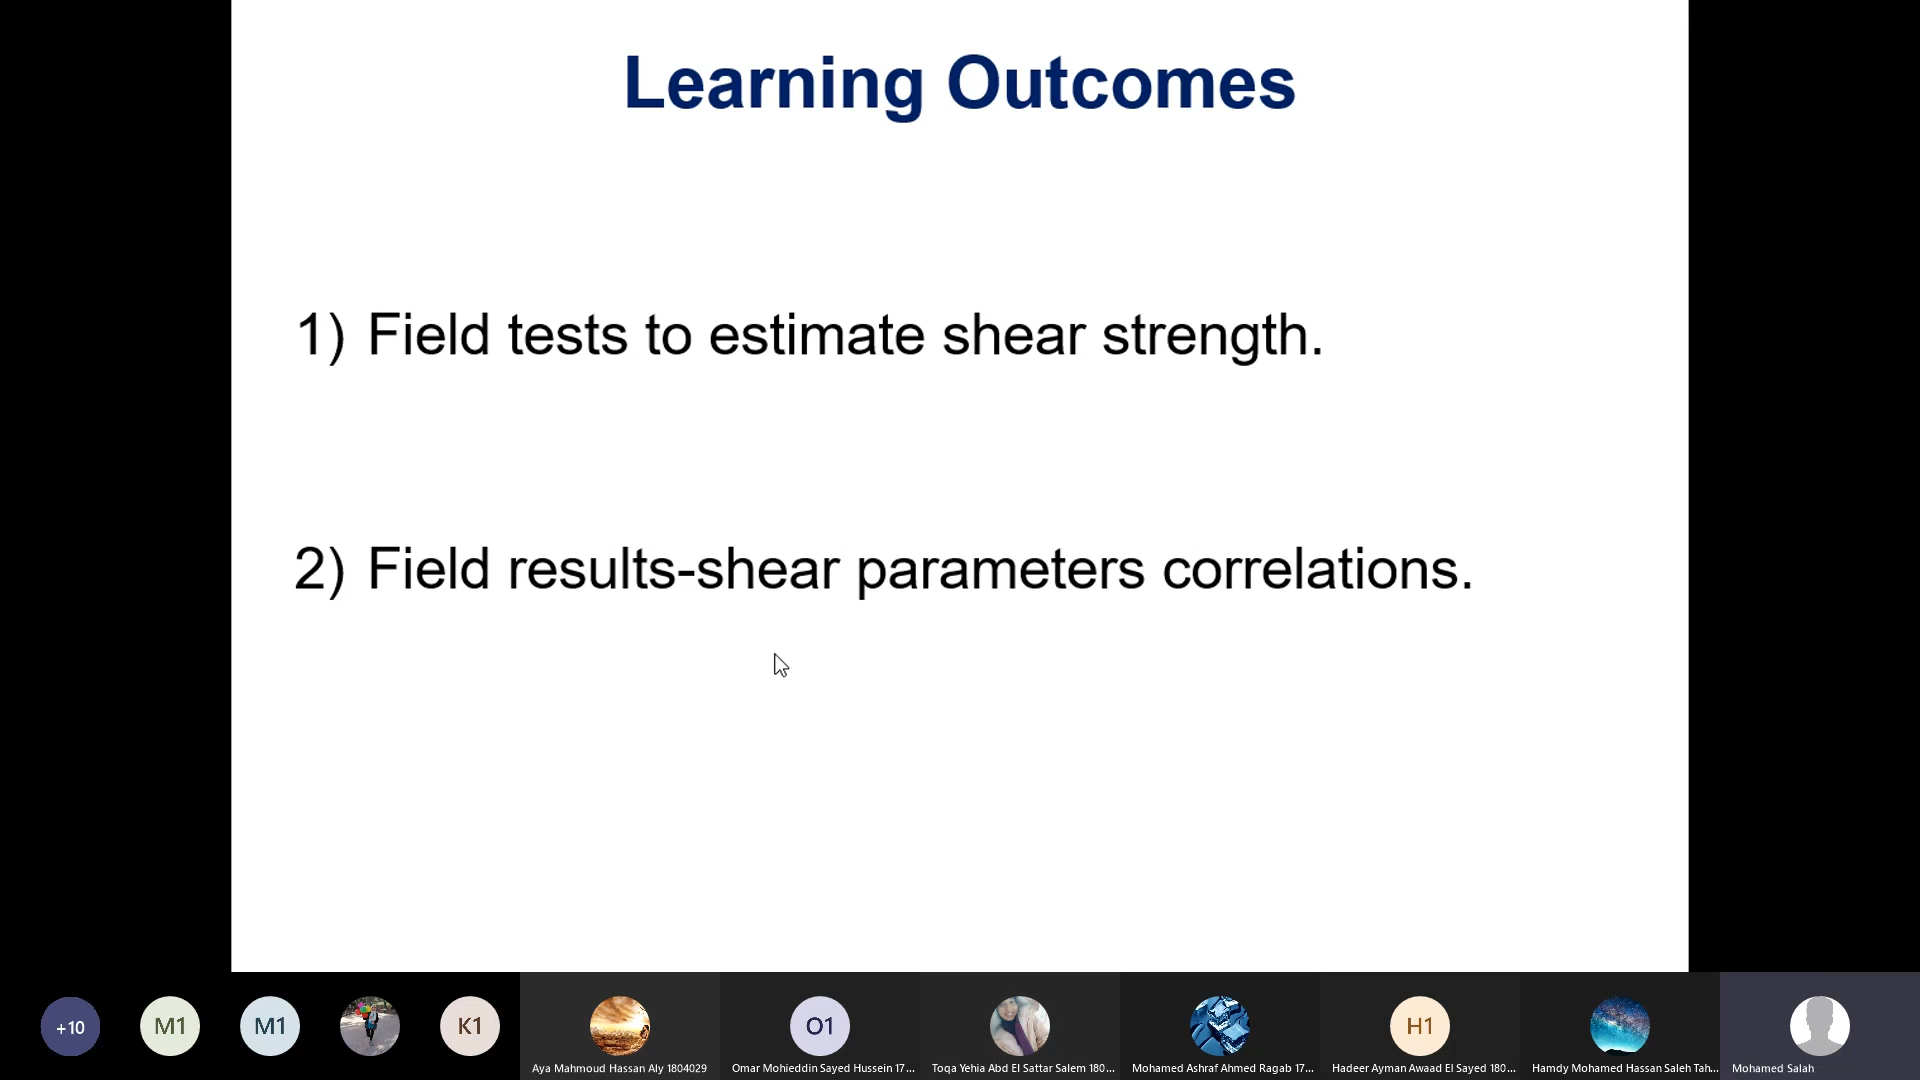 Learning Outcomes
1) Field tests to estimate shear strength.
2) Field results-shear parameters correlations.
+10
M1
M1
K1
O1
H1
Aya Mahmoud Hassan Aly 1804029
Omar Mohieddin Sayed Hussein 17...
Toqa Yehia Abd El Sattar Salem 180...
Mohamed Ashraf Ahmed Ragab 17...
Hadeer Ayman Awaad El Sayed 180...
Hamdy Mohamed Hassan Saleh Tah...
Mohamed Salah